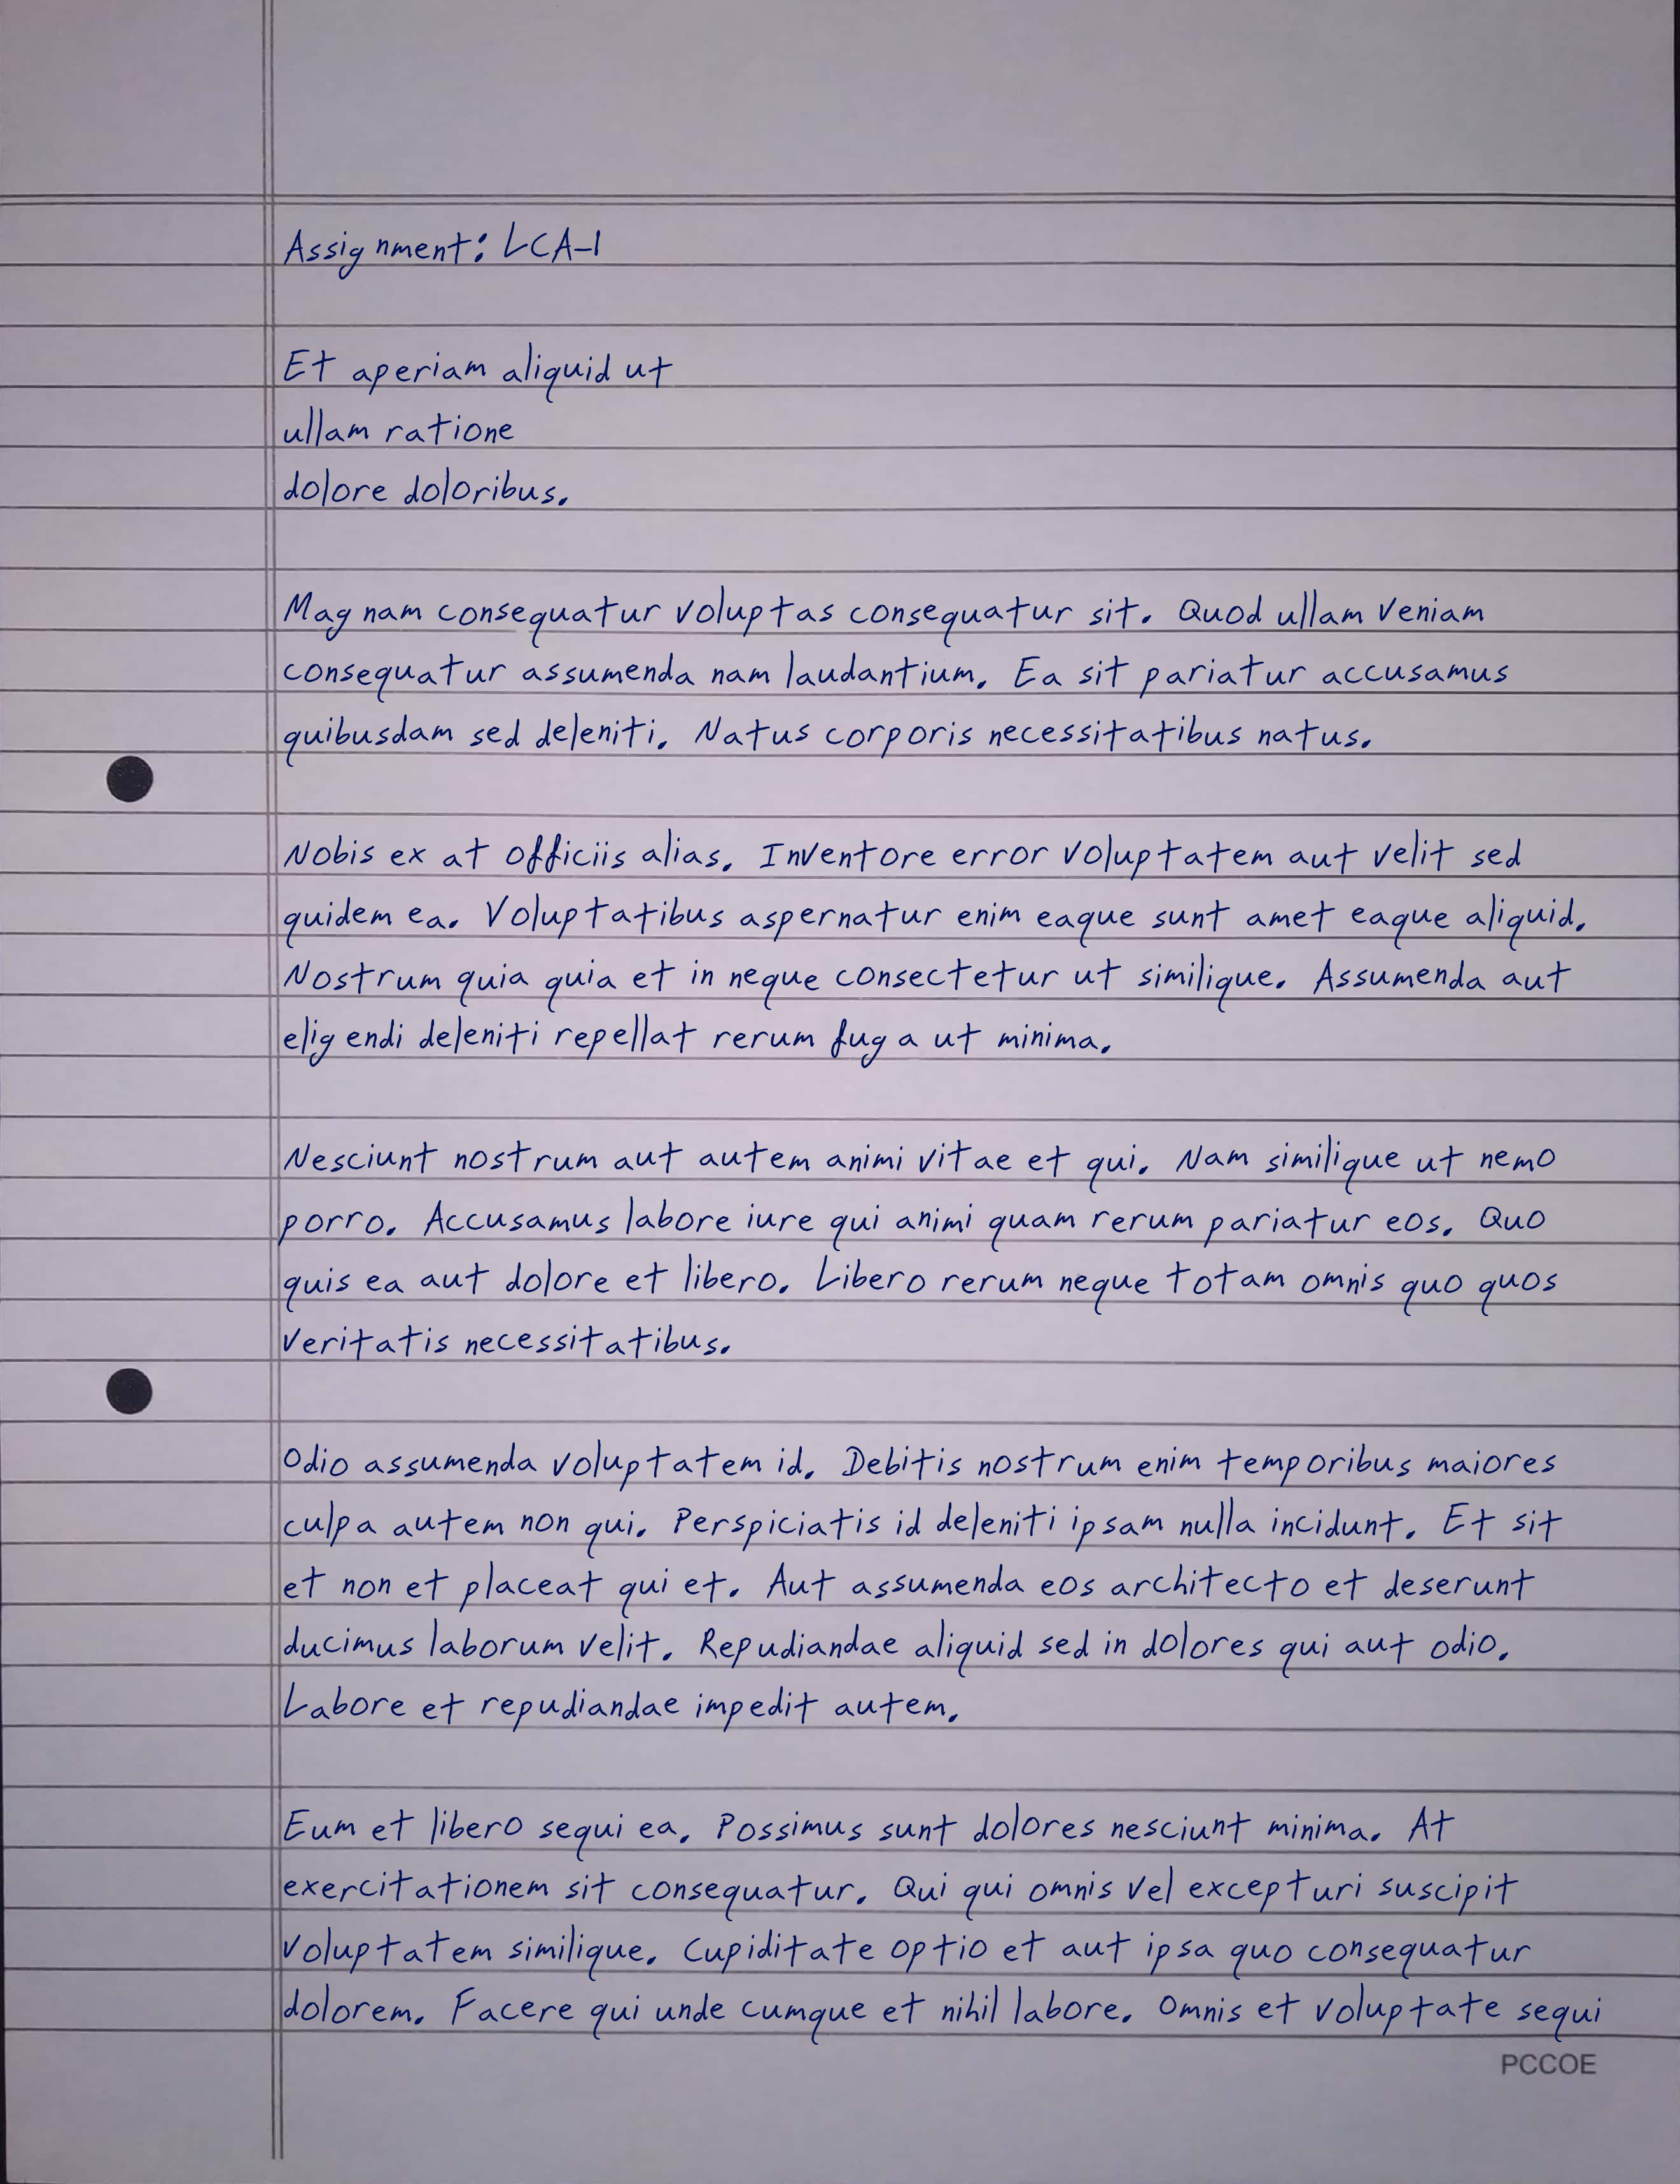 Assignment: LCA-1
Et aperiam aliquid ut
ullam ratione
dolore doloribus.
Magnam consequatur voluptas consequatur sit. Quod ullam veniam
consequatur assumenda nam laudantium. Ea sit pariatur accusamus
quibusdam sed deleniti. Natus corporis necessitatibus natus.
Nobis ex at officiis alias. Inventore error voluptatem aut velit sed
quidem ea. Voluptatibus aspernatur enim eaque sunt amet eaque aliquid.
Nostrum quia quia et in neque consectetur ut similique. Assumenda aut
eligendi deleniti repellat rerum fuga ut minima.
Nesciunt nostrum aut autem animi vitae et qui. Nam similique ut nemo
porro. Accusamus labore iure qui animi quam rerum pariatur eos. Quo
quis ea aut dolore et libero. Libero rerum neque totam omnis quo quos
veritatis necessitatibus.
Odio assumenda voluptatem id. Debitis nostrum enim temporibus maiores
culpa autem non qui. Perspiciatis id deleniti ipsam nulla incidunt. Et sit
et non et placeat qui et. Aut assumenda eos architecto et deserunt
ducimus laborum velit. Repudiandae aliquid sed in dolores qui aut odio.
Labore et repudiandae impedit autem.
Eum et libero sequi ea. Possimus sunt dolores nesciunt minima. At
exercitationem sit consequatur. Qui qui omnis vel excepturi suscipit
voluptatem similique. Cupiditate optio et aut ipsa quo consequatur
dolorem. Facere qui unde cumque et nihil labore. Omnis et voluptate sequi
PCCOE